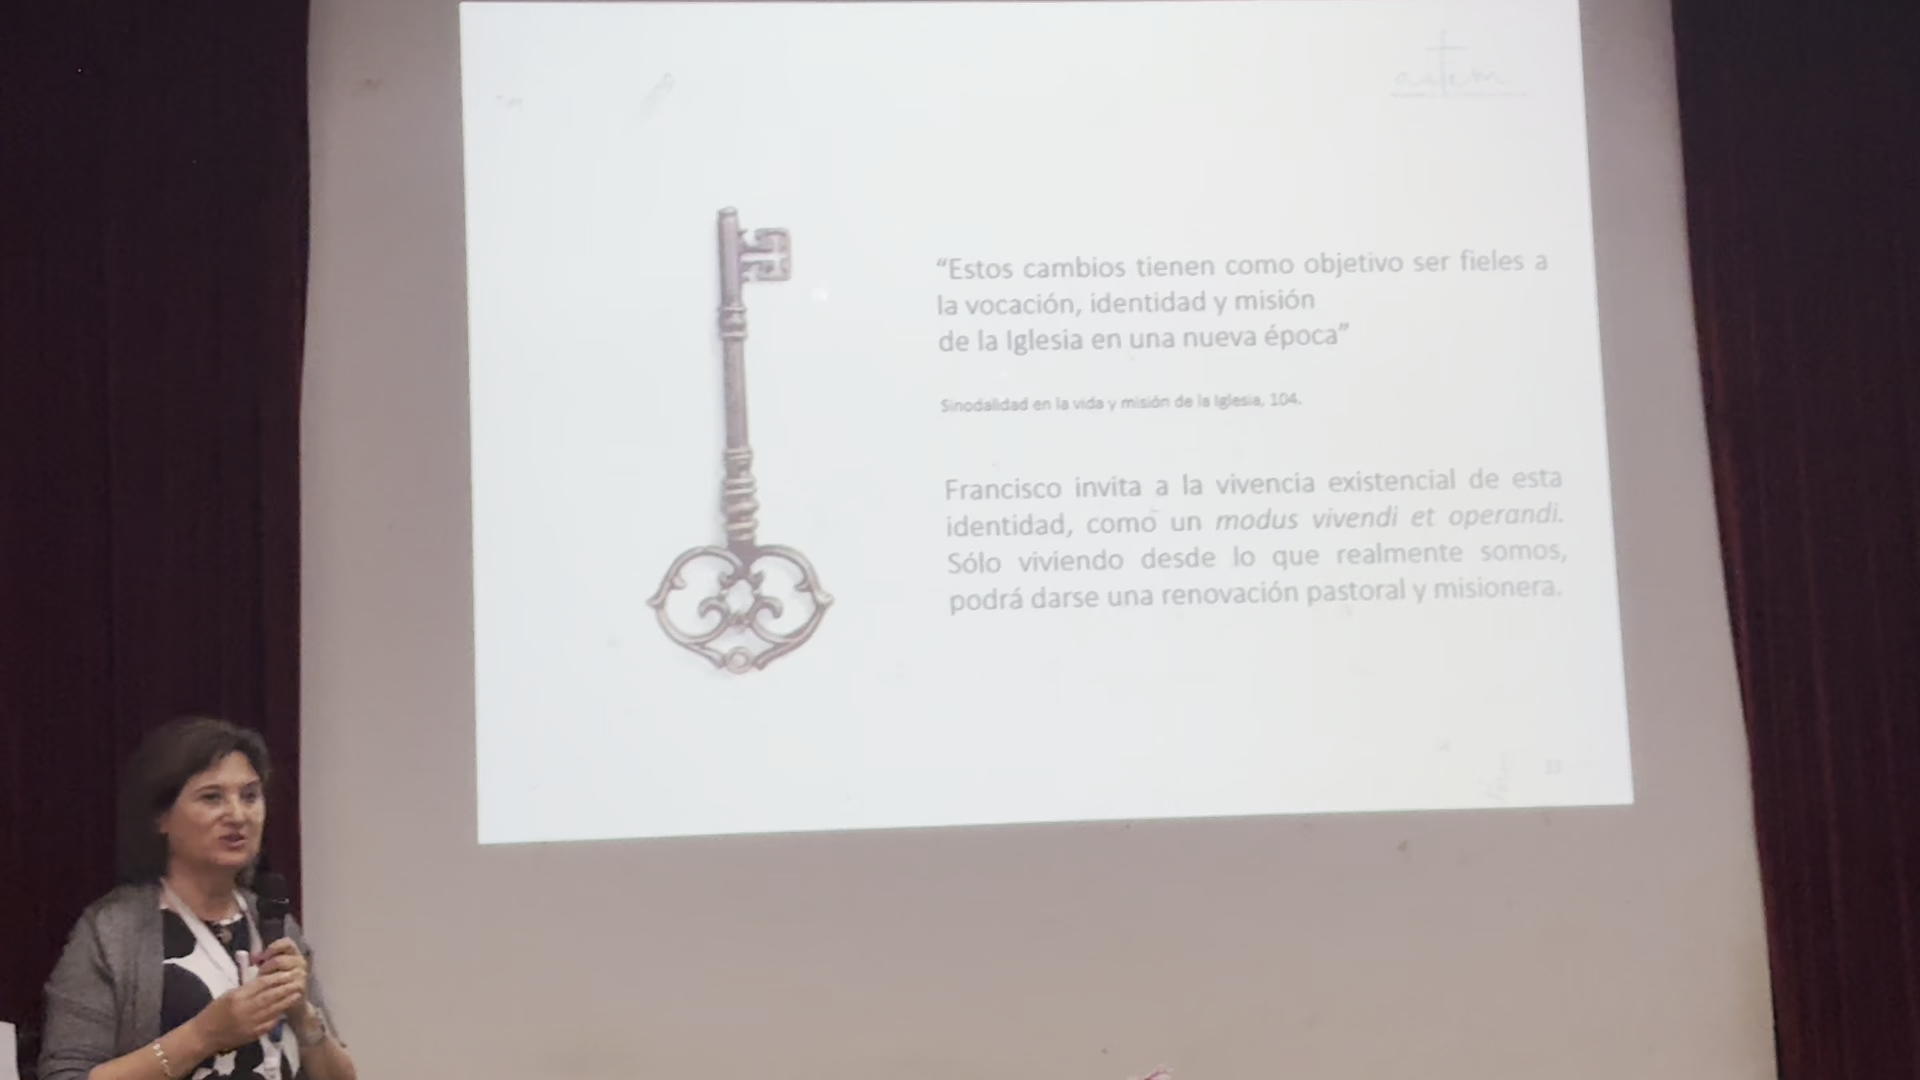 “Estos cambios tienen como objetivo ser fieles a
la vocación, identidad y misión
de la Iglesia en una nueva época”
Sinodalidad en la vida y misión de la Iglesia, 104.
Francisco invita a la vivencia existencial de esta
identidad, como un modus vivendi et operandi.
Sólo viviendo desde lo que realmente somos,
podrá darse una renovación pastoral y misionera.